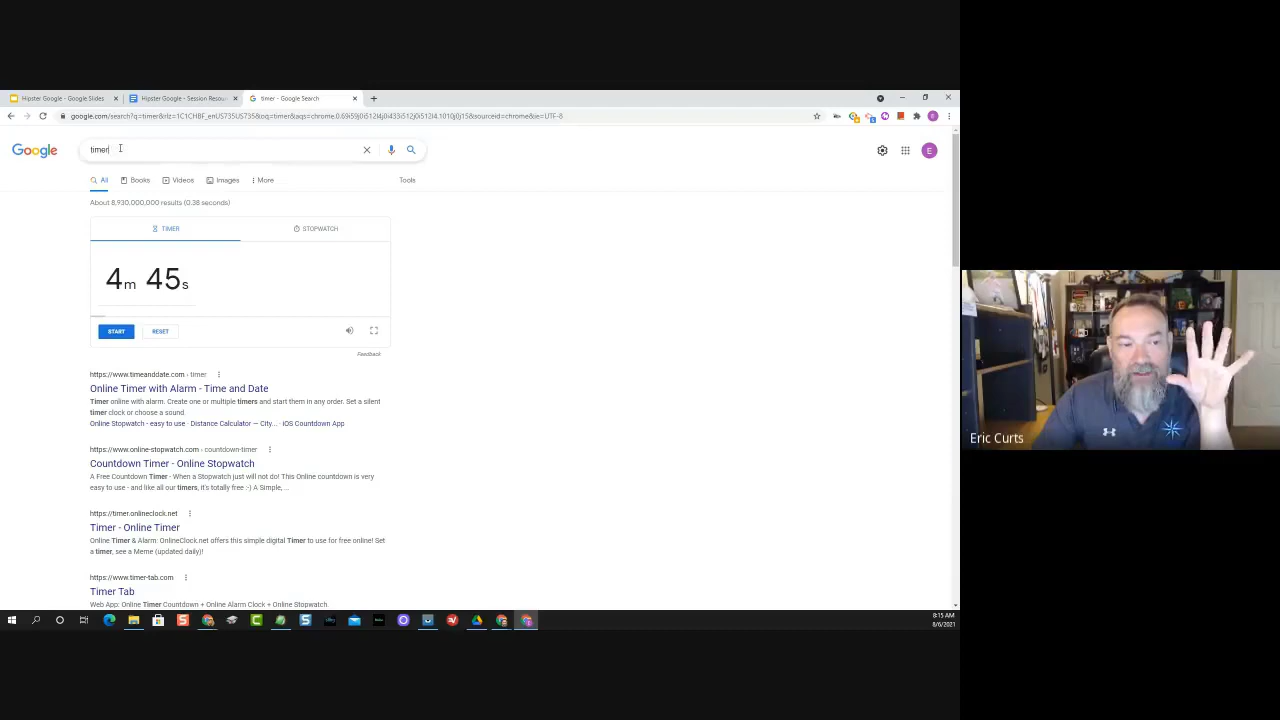 Hipster Google - Google Slides
Hipster Google - Session Resou
timer - Google Search
google.com/search?q=timer&rlz=1C1CHBF_enUS735US735&oq=timer&aqs=chrome.0.69i59j0i512l4j0i433i512j0i512l4.1010j0j15&sourceid=chrome&ie=UTF-8
Google
timer
All
Books
Videos
Images
More
Tools
About 8,930,000,000 results (0.38 seconds)
TIMER
STOPWATCH
4m 45s
START
RESET
Feedback
https://www.timeanddate.com › timer
Online Timer with Alarm - Time and Date
Timer online with alarm. Create one or multiple timers and start them in any order. Set a silent
timer clock or choose a sound.
Online Stopwatch - easy to use · Distance Calculator — City... · iOS Countdown App
https://www.online-stopwatch.com › countdown-timer
Countdown Timer - Online Stopwatch
A Free Countdown Timer - When a Stopwatch just will not do! This Online countdown is very
easy to use - and like all our timers, it's totally free :-) A Simple, ...
https://timer.onlineclock.net
Timer - Online Timer
Online Timer & Alarm: OnlineClock.net offers this simple digital Timer to use for free online! Set
a timer, see a Meme (updated daily)!
https://www.timer-tab.com
Timer Tab
Web App: Online Timer Countdown + Online Alarm Clock + Online Stopwatch
E
8:15 AM
8/6/2021
Eric Curts